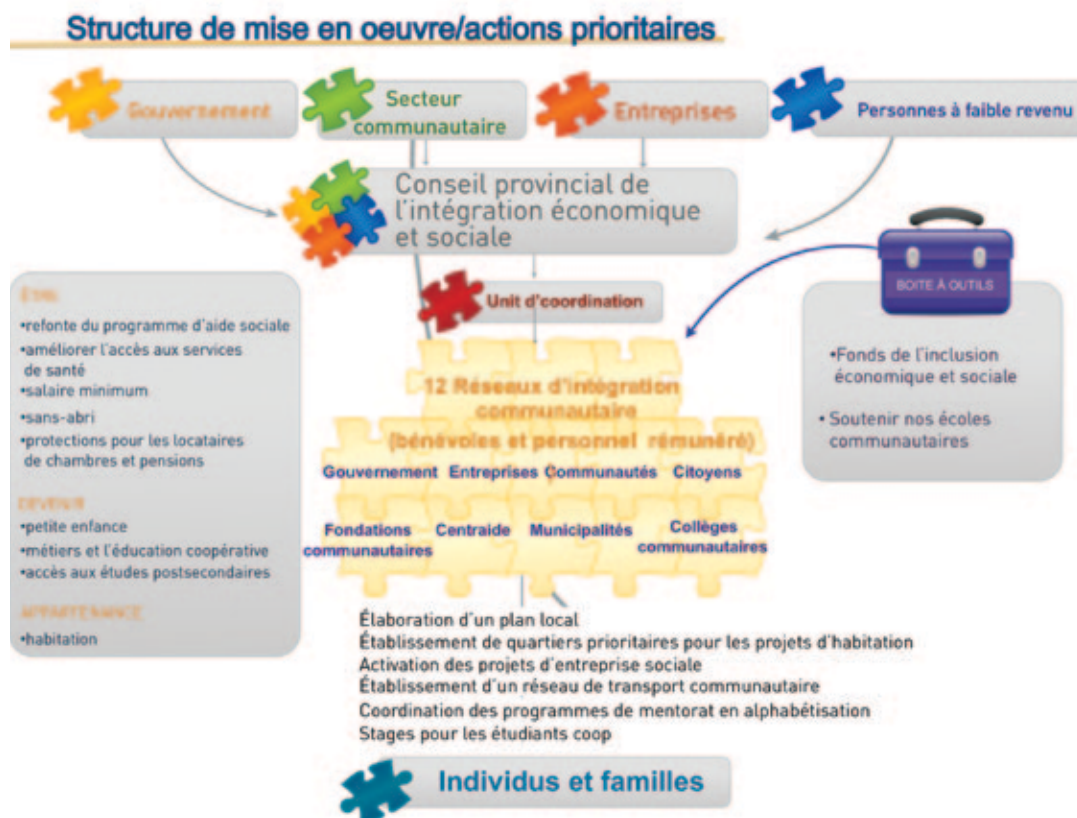 Structure de mise en oeuvre/actions prioritaires
Gouvernement
Secteur
communautaire
Entreprises
Personnes à faible revenu
Conseil provincial de
l'intégration économique
et sociale
Unit d'coordination
BOITE À OUTILS
•Fonds de l'inclusion
économique et sociale
• Soutenir nos écoles
communautaires
•refonte du programme d'aide sociale
•améliorer l'accès aux services
de santé
•salaire minimum
•sans-abri
•protections pour les locataires
de chambres et pensions
DEVENIR
•petite enfance
•métiers et l'éducation coopérative
•accès aux études postsecondaires
APPARTENANCE
•habitation
12 Réseaux d'intégration
communautaire
(bénévoles et personnel rémunéré)
Gouvernement Entreprises Communautés Citoyens
Fondations
communautaires
Centraide
Municipalités
Collèges
communautaires
Élaboration d'un plan local
Établissement de quartiers prioritaires pour les projets d'habitation
Activation des projets d'entreprise sociale
Établissement d'un réseau de transport communautaire
Coordination des programmes de mentorat en alphabétisation
Stages pour les étudiants coop
Individus et familles